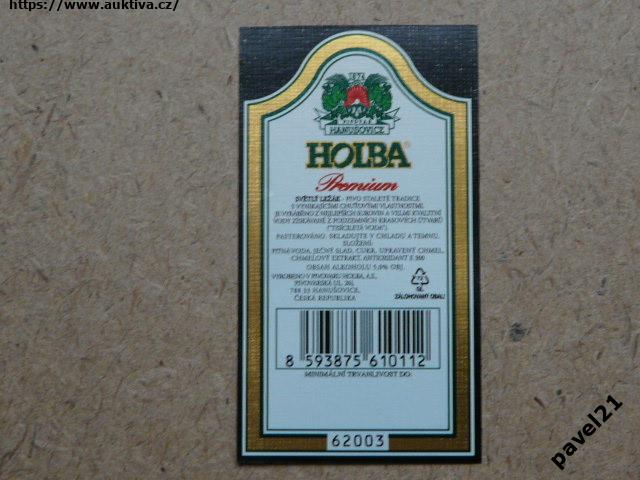 https://www.auktiva.cz/
1874
PIVOVAR
HANUŠOVICE
HOLBA®
Premium
SVĚTLÝ LEŽÁK - PIVO STALETÉ TRADICE
S VYNIKAJÍCÍMI CHUŤOVÝMI VLASTNOSTMI.
JE VYRÁBĚNO Z NEJLEPŠÍCH SUROVIN A VELMI KVALITNÍ
VODY ZÍSKÁVANÉ Z PODZEMNÍCH KRASOVÝCH ÚTVARŮ
("TISÍCILETÁ VODA").
PASTEROVÁNO. SKLADUJTE V CHLADU A TEMNU.
SLOŽENÍ:
PITNÁ VODA, JEČNÝ SLAD, CUKR, UPRAVENÝ CHMEL,
CHMELOVÝ EXTRAKT, ANTIOXIDANT E 300
OBSAH ALKOHOLU 5,0% OBJ.
VYROBENO V PIVOVARU HOLBA, A.S.,
PIVOVARSKÁ UL. 261,
788 33 HANUŠOVICE,
ČESKÁ REPUBLIKA
ZÁLOHOVANÝ OBAL!
8 593875 610112
MINIMÁLNÍ TRVANLIVOST DO:
62003
pavel21